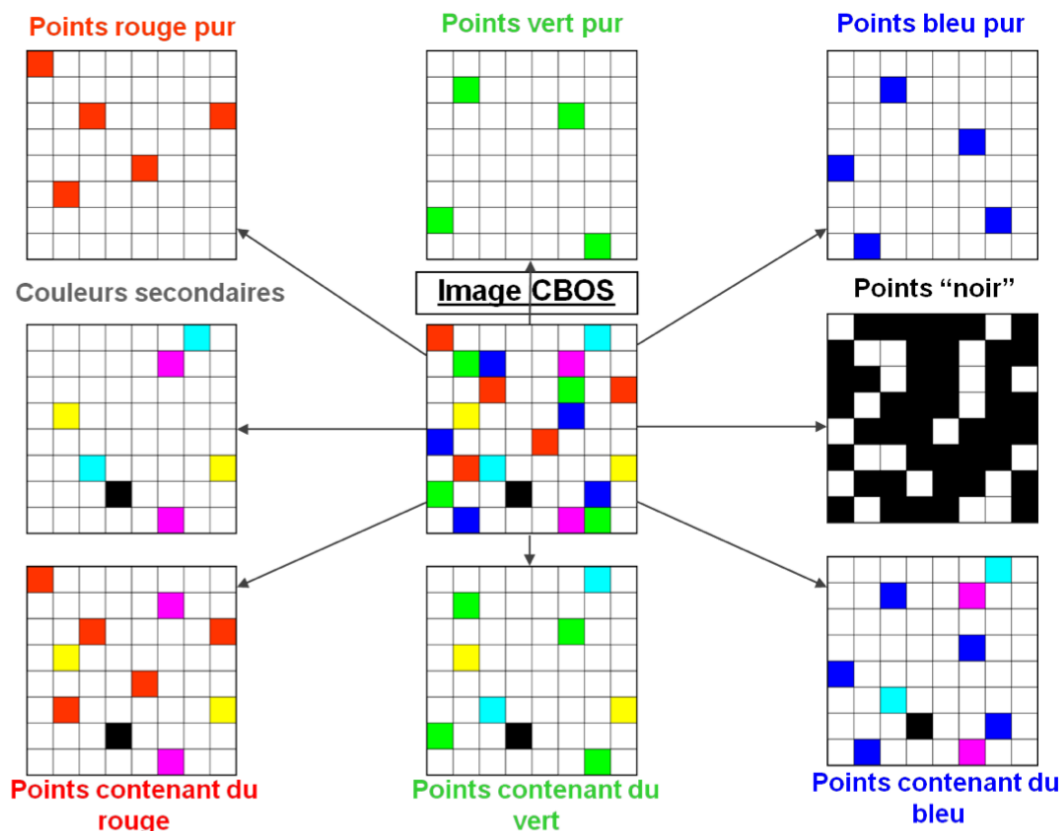 Points rouge pur
Points vert pur
Points bleu pur
Couleurs secondaires
Image CBOS
Points “noir”
Points contenant du
rouge
Points contenant du
vert
Points contenant du
bleu